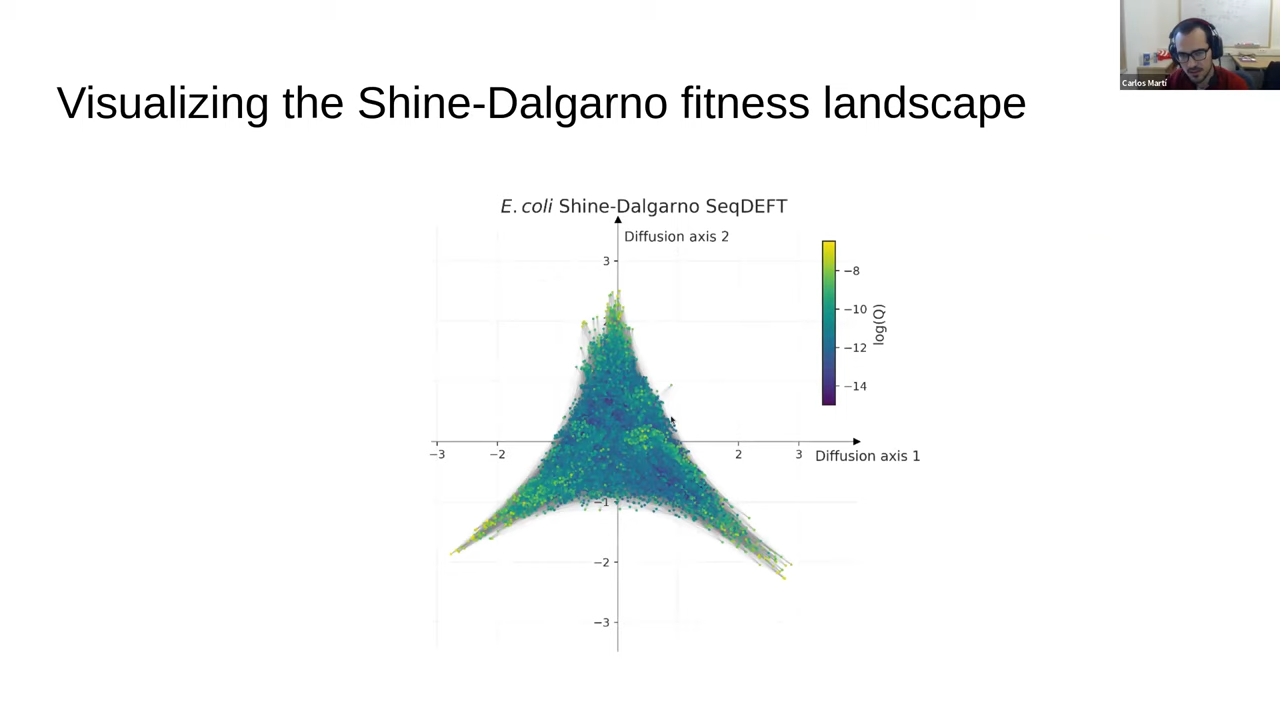 Carlos Martí
Visualizing the Shine-Dalgarno fitness landscape
E. coli Shine-Dalgarno SeqDEFT
Diffusion axis 2
3
−8
−10
log(Q)
−12
−14
−3
−2
2
3
Diffusion axis 1
−1
−2
−3